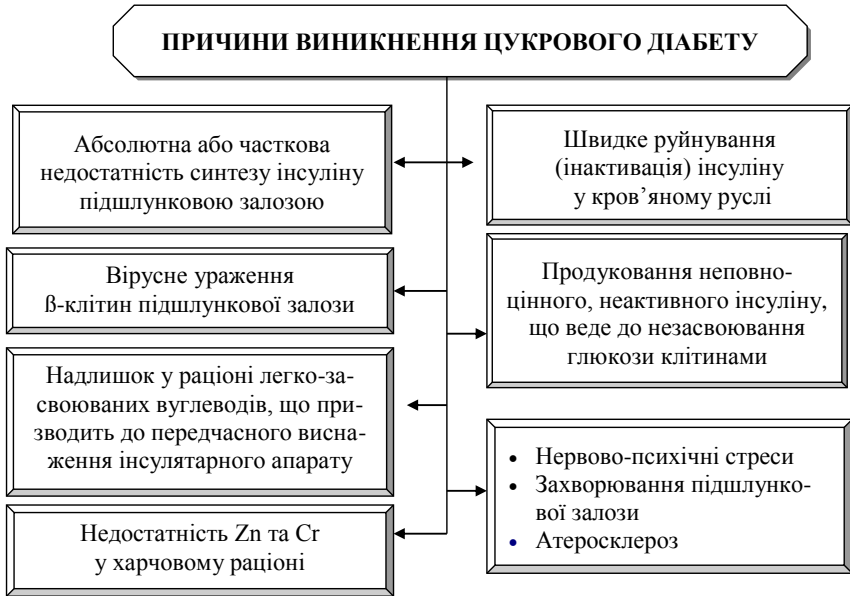 ПРИЧИНИ ВИНИКНЕННЯ ЦУКРОВОГО ДІАБЕТУ
Абсолютна або часткова
недостатність синтезу інсуліну
підшлунковою залозою
Вірусне ураження
ß-клітин підшлункової залози
Надлишок у раціоні легко-за-
своюваних вуглеводів, що при-
зводить до передчасного висна-
ження інсулятарного апарату
Недостатність Zn та Cr
у харчовому раціоні
Швидке руйнування
(інактивація) інсуліну
у кров’яному руслі
Продуковання неповно-
цінного, неактивного інсуліну,
що веде до незасвоювання
глюкози клітинами
• Нервово-психічні стреси
• Захворювання підшлунко-
вої залози
• Атеросклероз